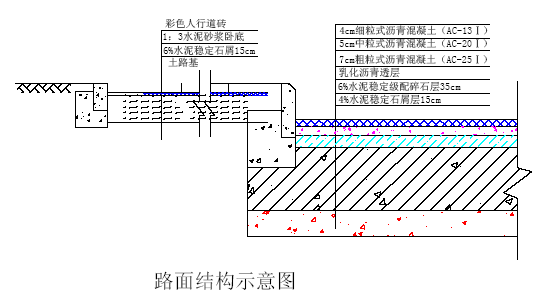 彩色人行道砖
1：3水泥砂浆卧底
6%水泥稳定石屑15cm
土路基
4cm细粒式沥青混凝土（AC-13Ⅰ）
5cm中粒式沥青混凝土（AC-20Ⅰ）
7cm粗粒式沥青混凝土（AC-25Ⅰ）
乳化沥青透层
6%水泥稳定级配碎石层35cm
4%水泥稳定石屑层15cm
路面结构示意图